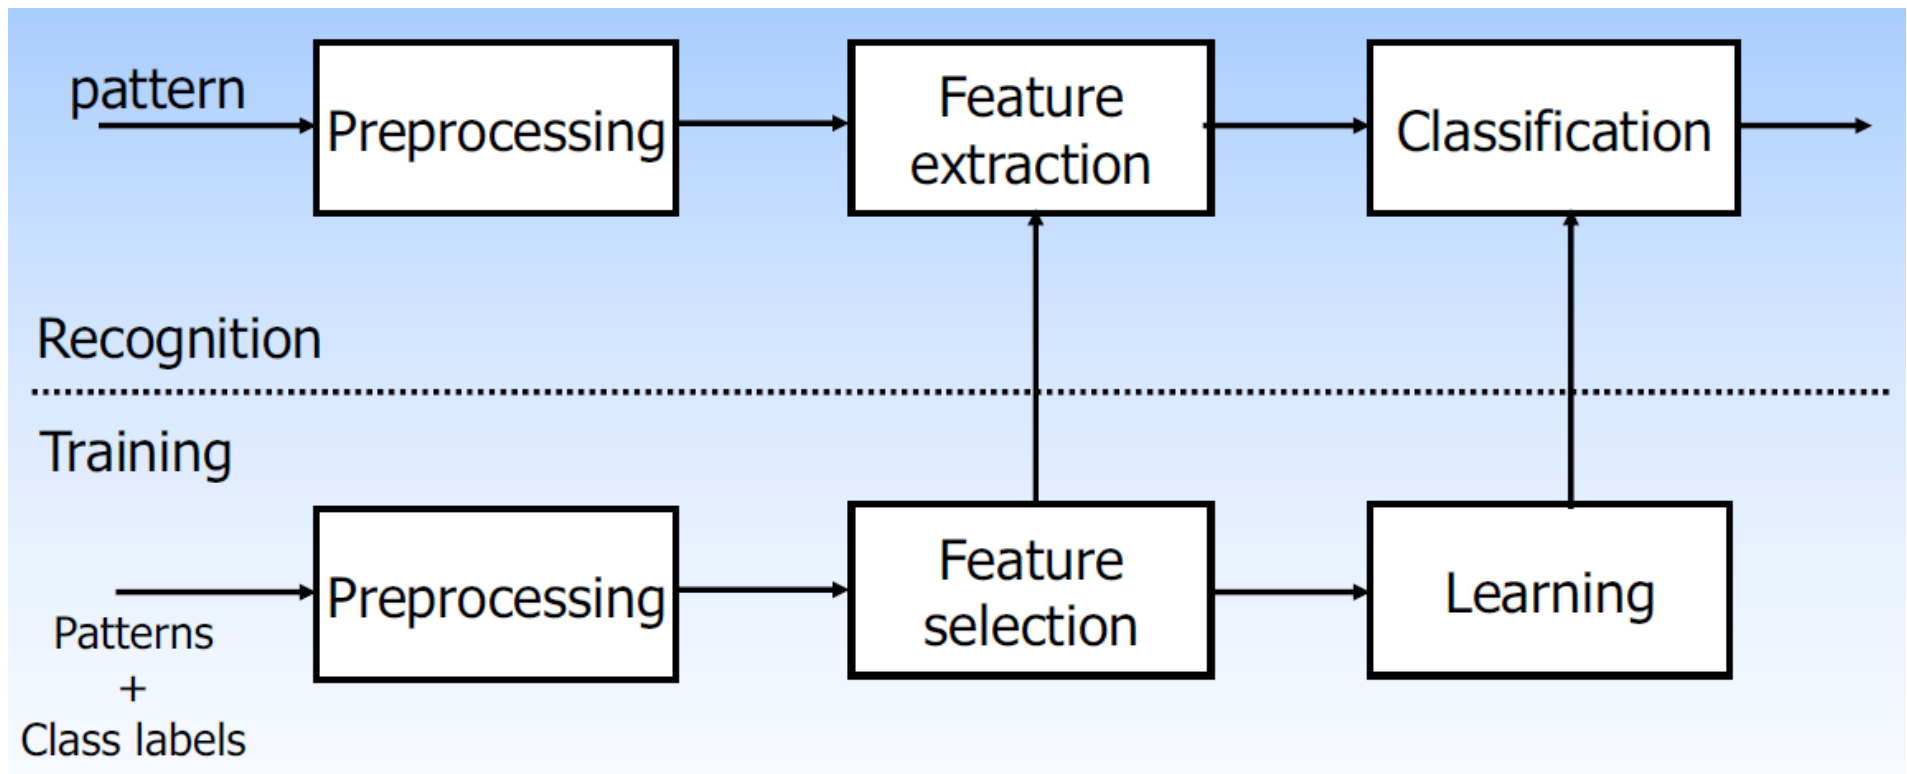 pattern
Preprocessing
Feature
extraction
Classification
Recognition
Training
Patterns
+
Class labels
Preprocessing
Feature
selection
Learning